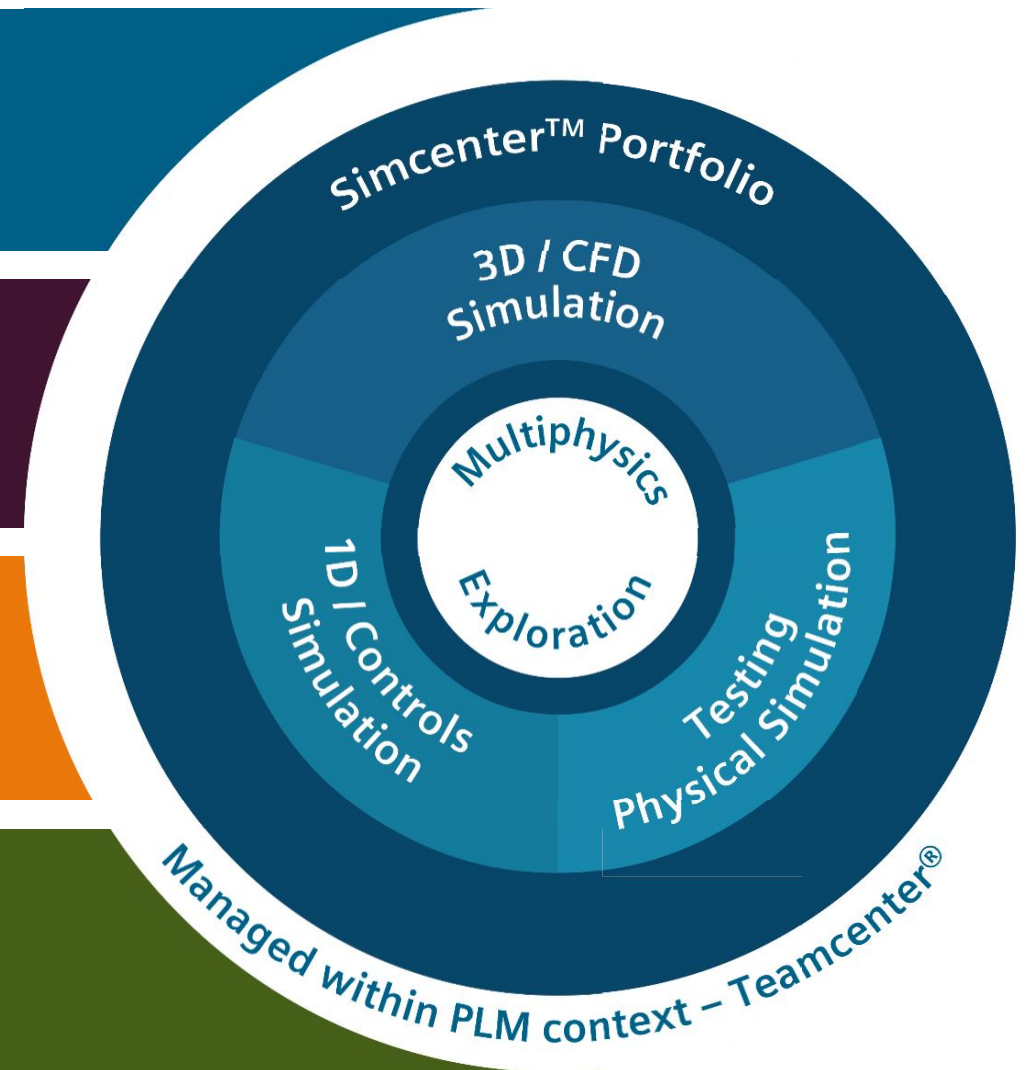 Simcenter™ Portfolio
3D / CFD
Simulation
Multiphysics
Exploration
1D / Controls
Simulation
Testing
Physical Simulation
Managed within PLM context – Teamcenter®